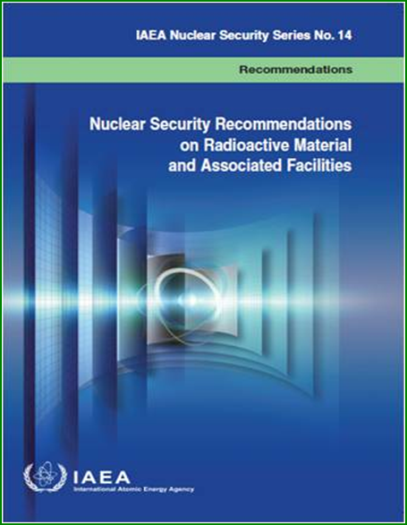 IAEA Nuclear Security Series No. 14
Recommendations
Nuclear Security Recommendations
on Radioactive Material
and Associated Facilities
IAEA
International Atomic Energy Agency